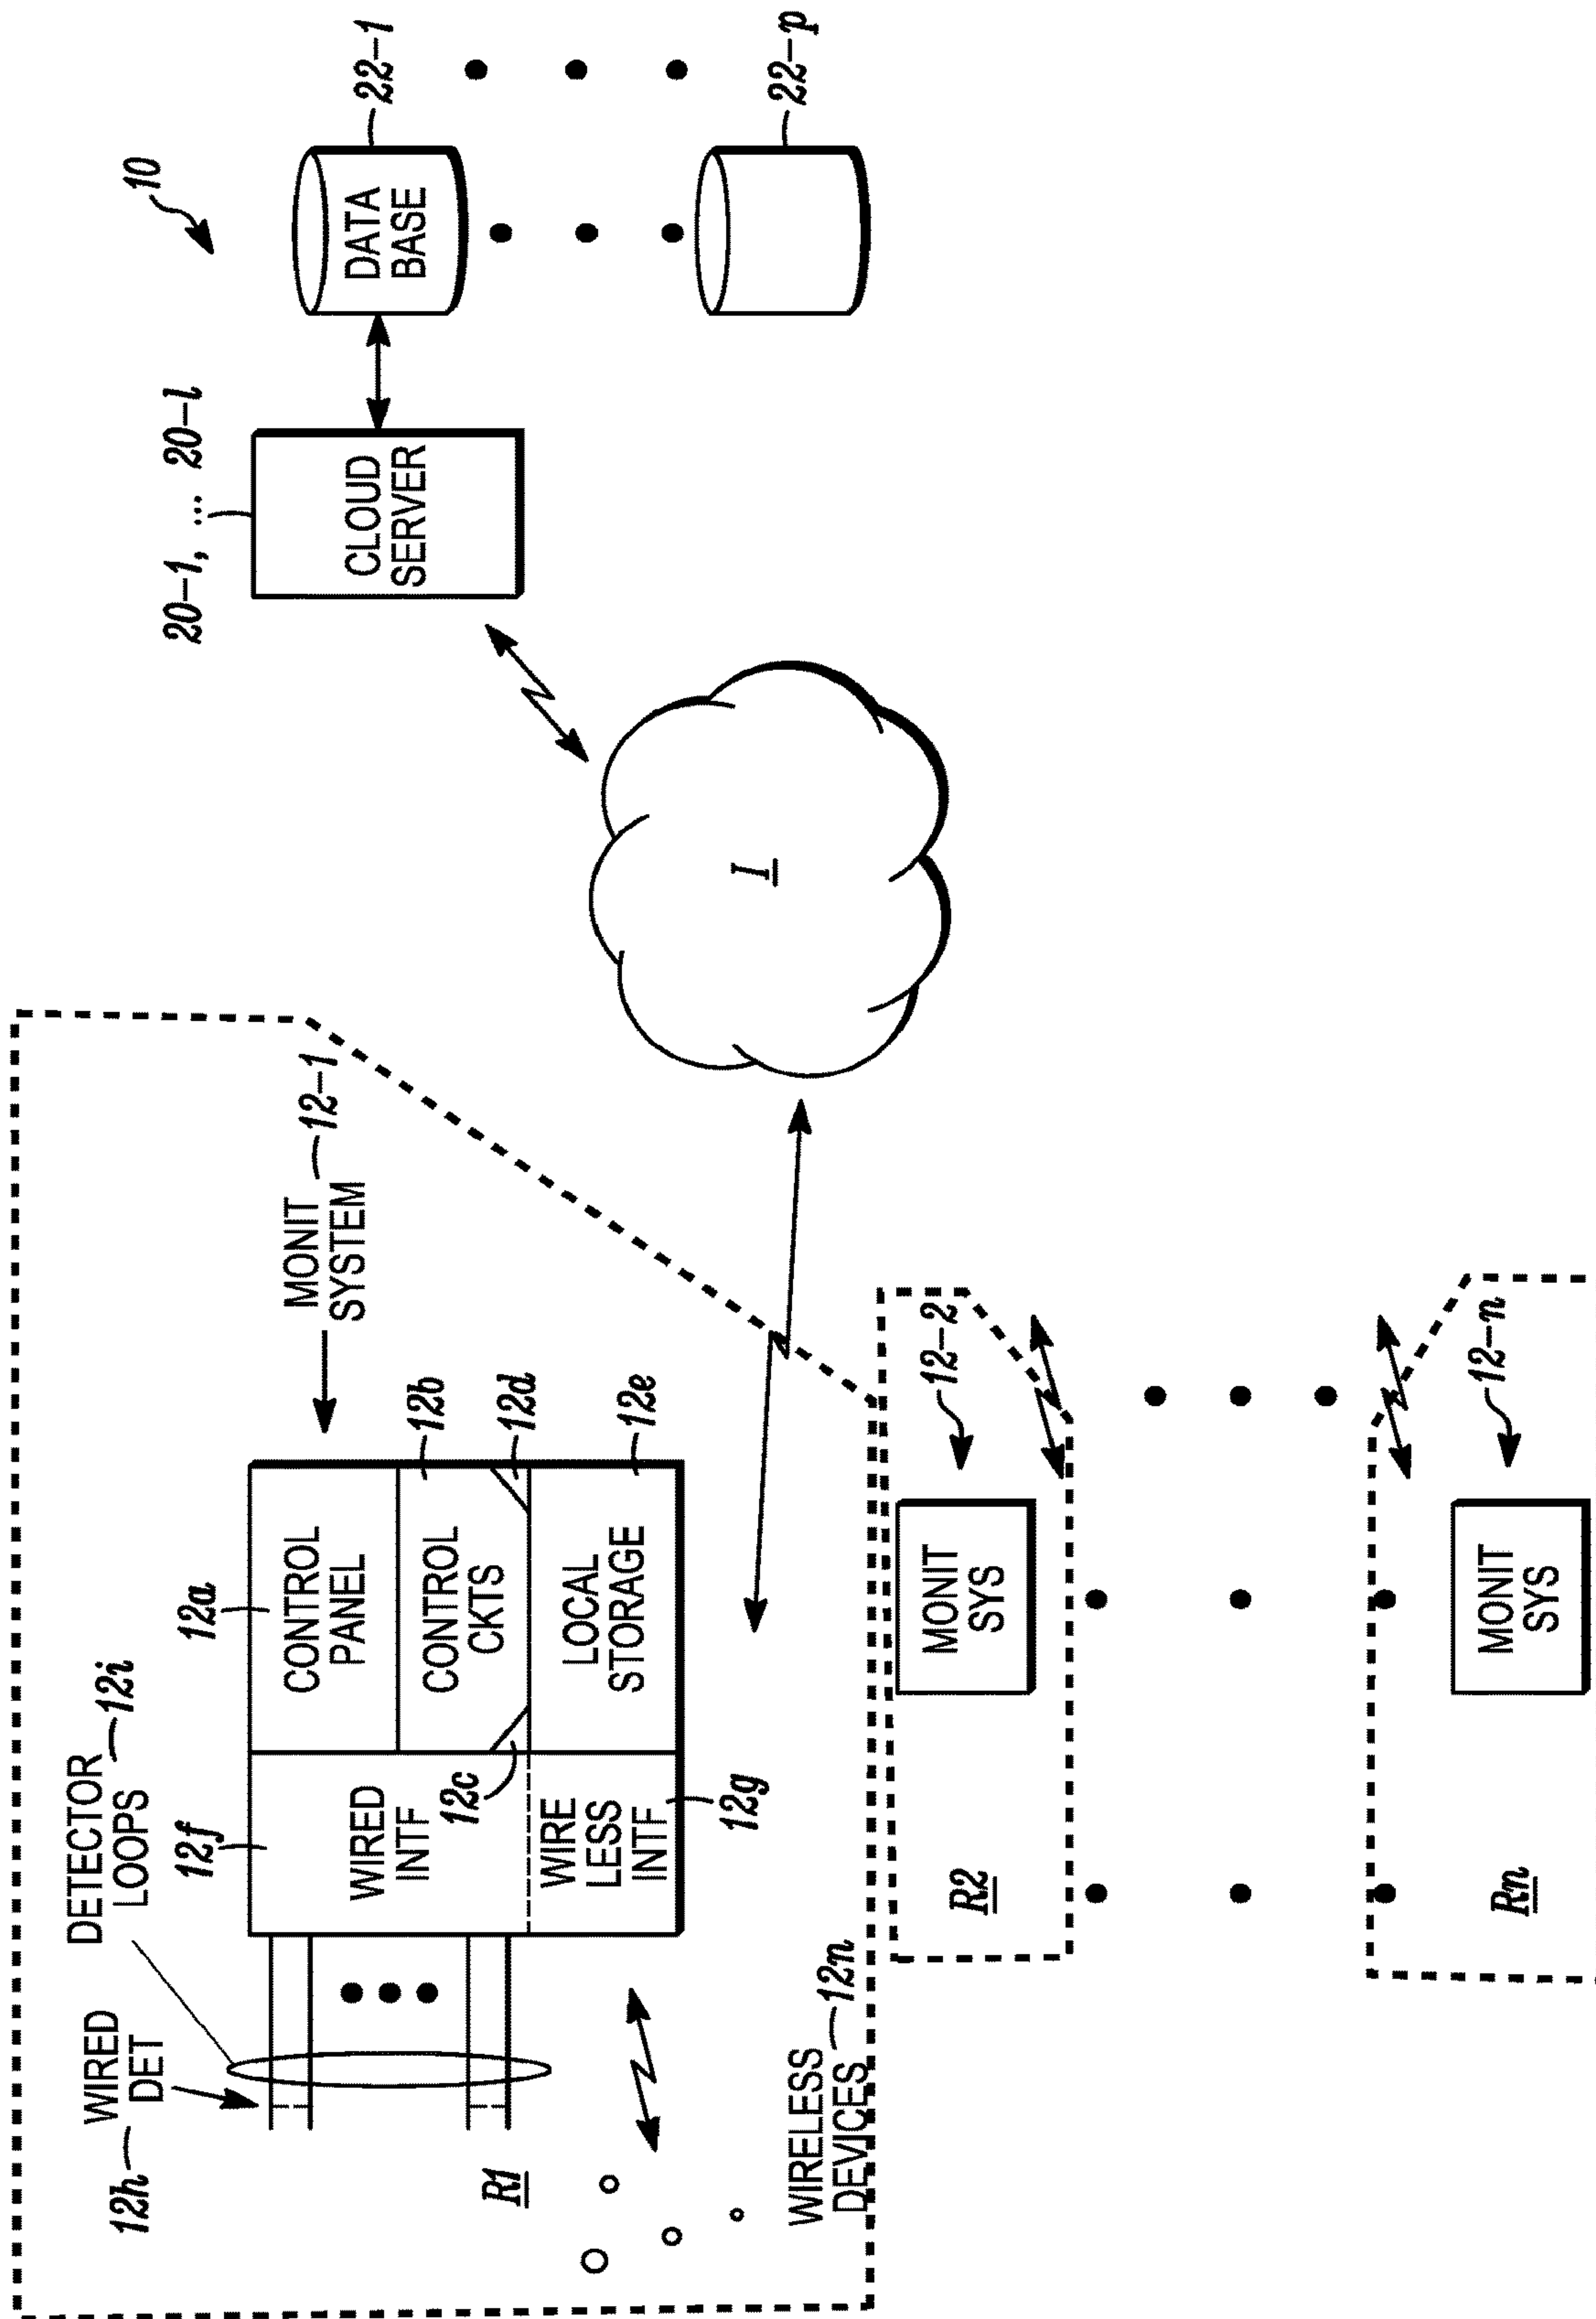 10
20-1, ... 20-l
CLOUD
SERVER
DATA
BASE
22-1
22-p
I
MONIT
SYSTEM
12-1
DETECTOR
LOOPS
12i
WIRED
DET
12h
12f
12a
CONTROL
PANEL
12b
CONTROL
CKTS
12c
12d
12e
LOCAL
STORAGE
WIRED
INTF
WIRE
LESS
INTF
12g
R1
WIRELESS
DEVICES
12n
R2
MONIT
SYS
12-2
Rn
MONIT
SYS
12-n